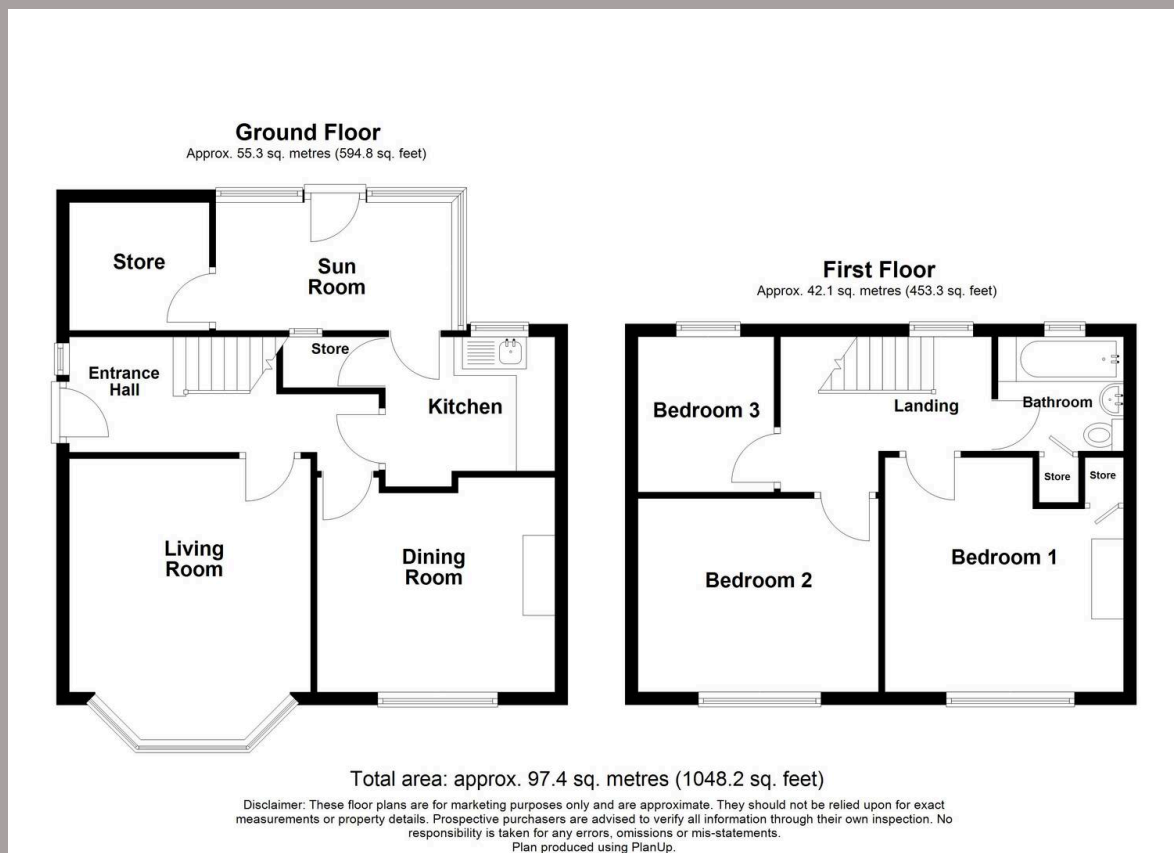 Ground Floor
Approx. 55.3 sq. metres (594.8 sq. feet)
Store
Sun
Room
Store
Entrance
Hall
Kitchen
Living
Room
Dining
Room
First Floor
Approx. 42.1 sq. metres (453.3 sq. feet)
Bedroom 3
Landing
Bathroom
Store
Store
Bedroom 2
Bedroom 1
Total area: approx. 97.4 sq. metres (1048.2 sq. feet)
Disclaimer: These floor plans are for marketing purposes only and are approximate. They should not be relied upon for exact
measurements or property details. Prospective purchasers are advised to verify all information through their own inspection. No
responsibility is taken for any errors, omissions or mis-statements.
Plan produced using PlanUp.